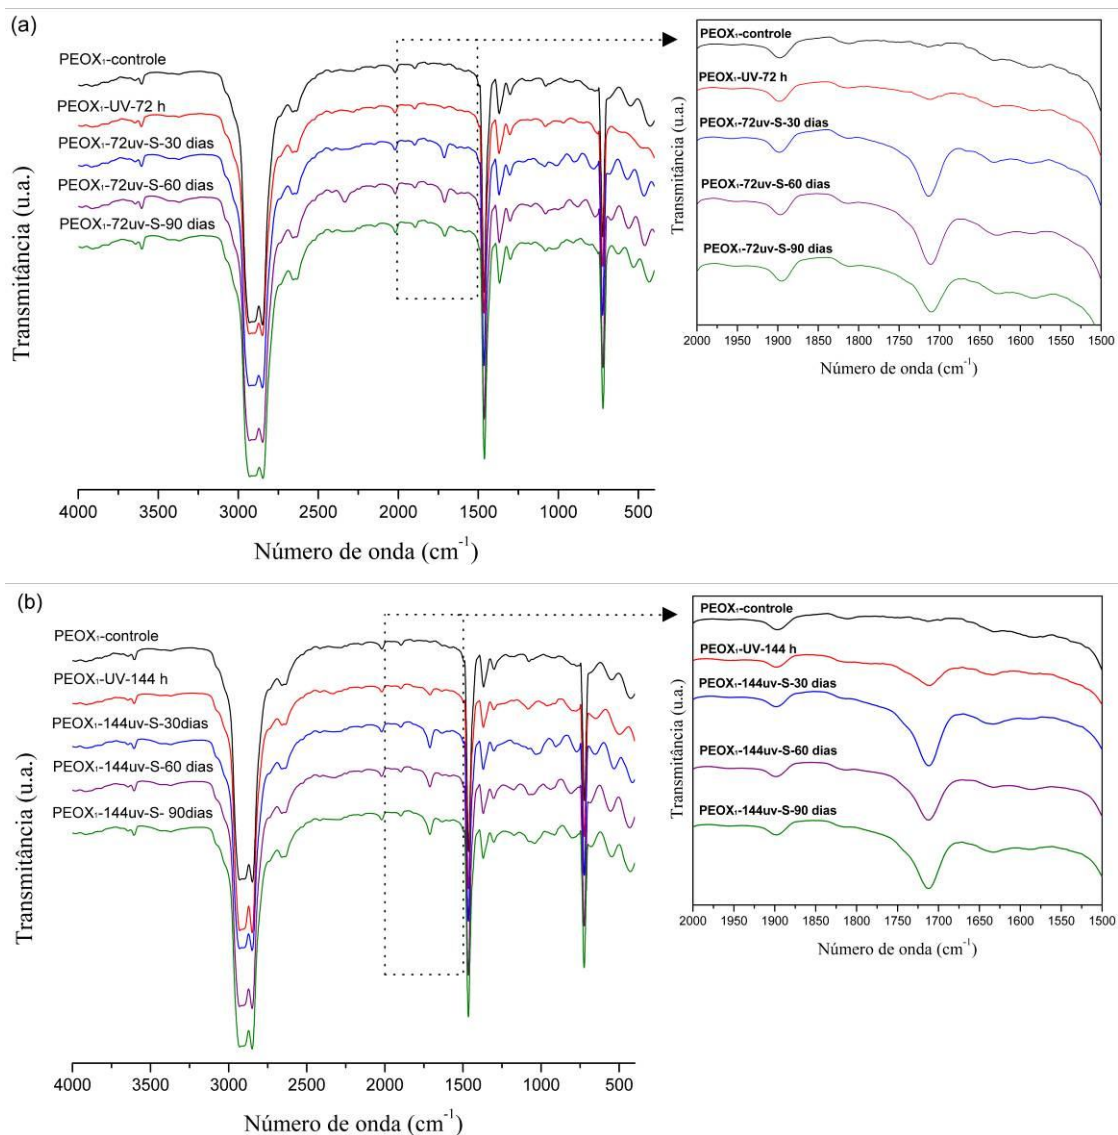 (a)
PEOX₁-controle
PEOX₁-UV-72 h
PEOX₁-72uv-S-30 dias
PEOX₁-72uv-S-60 dias
PEOX₁-72uv-S-90 dias
Transmitância (u.a.)
4000 3500 3000 2500 2000 1500 1000 500
Número de onda (cm⁻¹)
PEOX₁-controle
PEOX₁-UV-72 h
PEOX₁-72uv-S-30 dias
PEOX₁-72uv-S-60 dias
PEOX₁-72uv-S-90 dias
Transmitância (u.a.)
2000 1950 1900 1850 1800 1750 1700 1650 1600 1550 1500
Número de onda (cm⁻¹)
(b)
PEOX₁-controle
PEOX₁-UV-144 h
PEOX₁-144uv-S-30dias
PEOX₁-144uv-S-60 dias
PEOX₁-144uv-S- 90dias
Transmitância (u.a.)
4000 3500 3000 2500 2000 1500 1000 500
Número de onda (cm⁻¹)
PEOX₁-controle
PEOX₁-UV-144 h
PEOX₁-144uv-S-30 dias
PEOX₁-144uv-S-60 dias
PEOX₁-144uv-S-90 dias
Transmitância (u.a.)
2000 1950 1900 1850 1800 1750 1700 1650 1600 1550 1500
Número de onda (cm⁻¹)